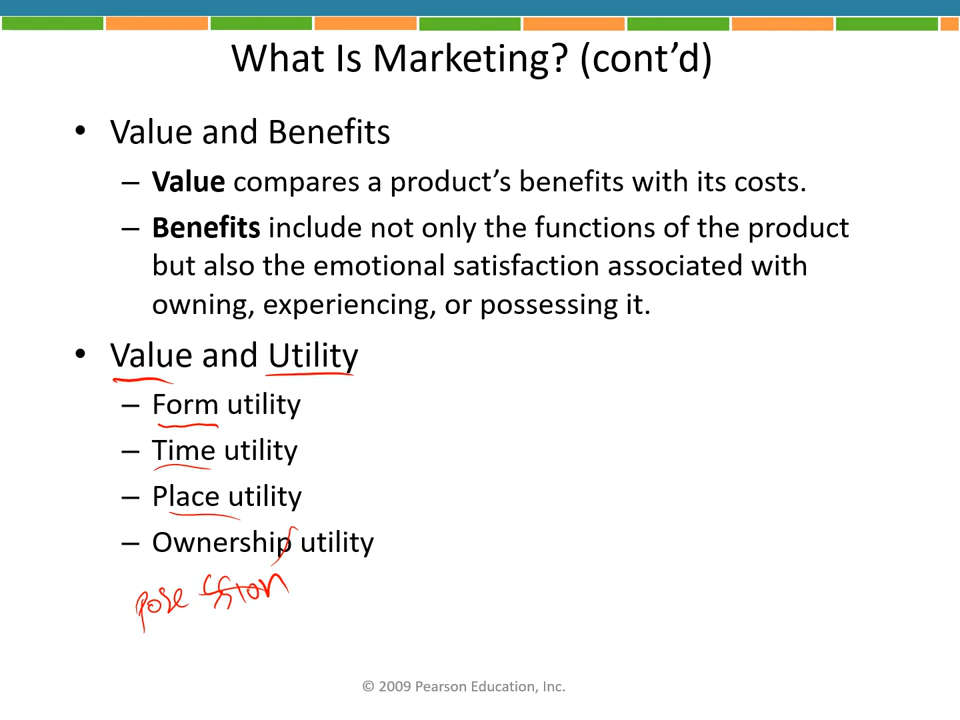 What Is Marketing? (cont’d)
• Value and Benefits
– Value compares a product’s benefits with its costs.
– Benefits include not only the functions of the product
but also the emotional satisfaction associated with
owning, experiencing, or possessing it.
• Value and Utility
– Form utility
– Time utility
– Place utility
– Ownership utility
possession
© 2009 Pearson Education, Inc.